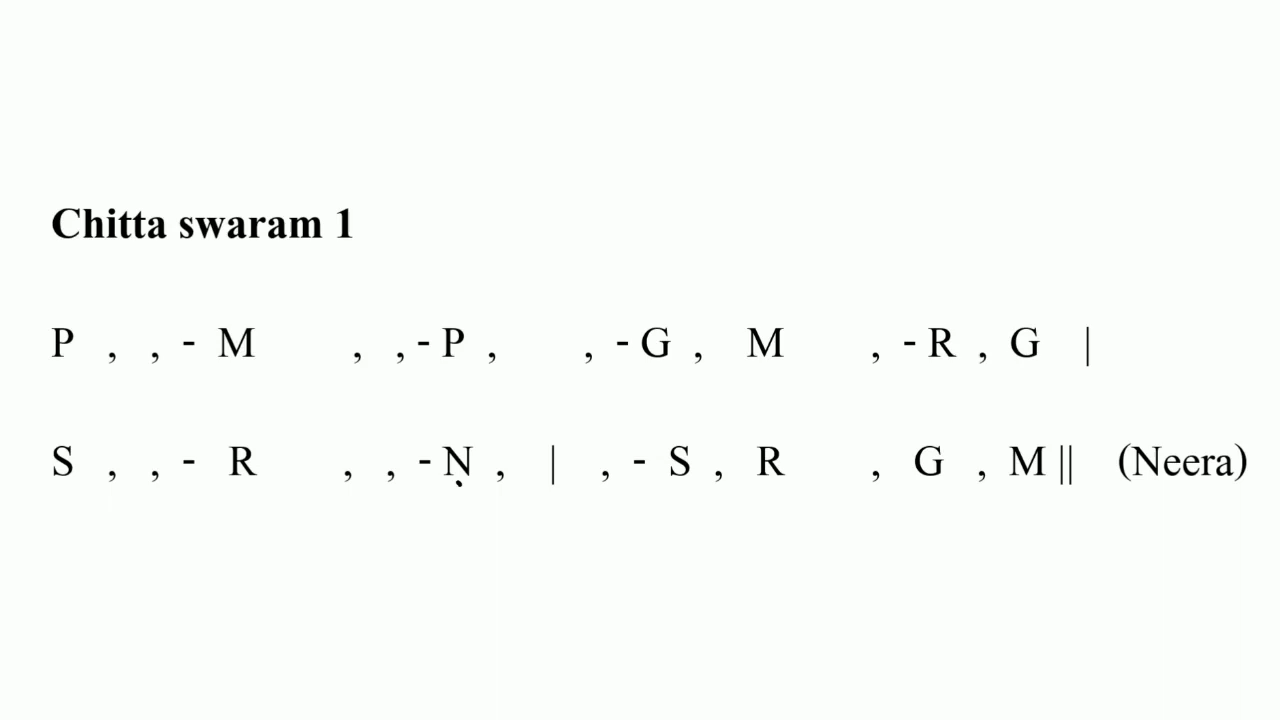 Chitta swaram 1
P , , - M , , - P , , - G , M , - R , G |
S , , - R , , - Ṇ , | , - S , R , G , M || (Neera)